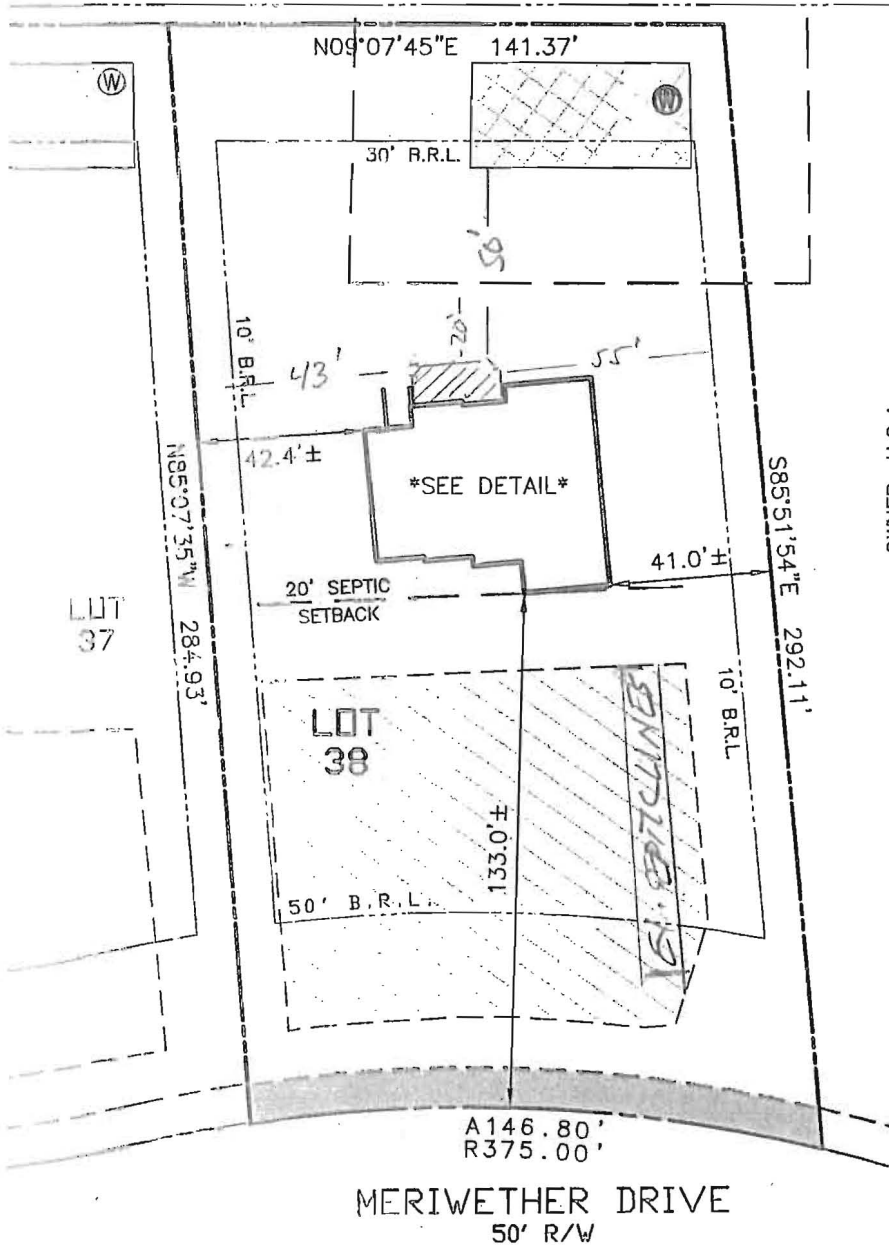 N09°07'45"E 141.37'
W
W
30' B.R.L.
50'
20'
10' B.R.L.
43'
55'
42.4'±
*SEE DETAIL*
N85°07'35"W 284.93'
S85°51'54"E 292.11'
41.0'±
20' SEPTIC
SETBACK
LOT
37
LOT
38
10' B.R.L.
133.0'±
50' B.R.L.
A146.80'
R375.00'
MERIWETHER DRIVE
50' R/W